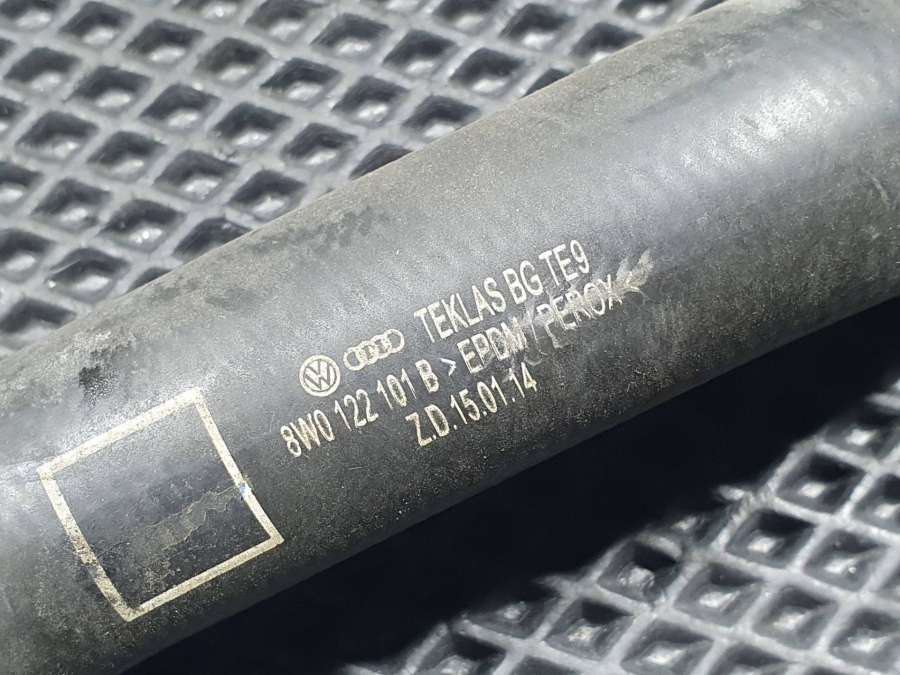 TEKLAS BG TE9
8W0 122 101 B > EPDM / PEROX
Z.D.15.01.14